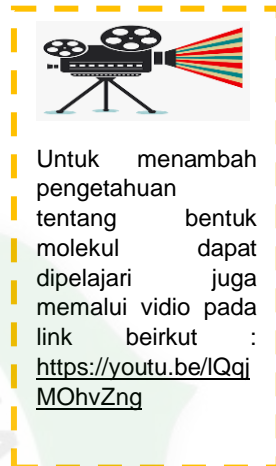 Untuk menambah
pengetahuan
tentang bentuk
molekul dapat
dipelajari juga
memalui vidio pada
link beirkut :
https://youtu.be/lQqj
MOhvZng